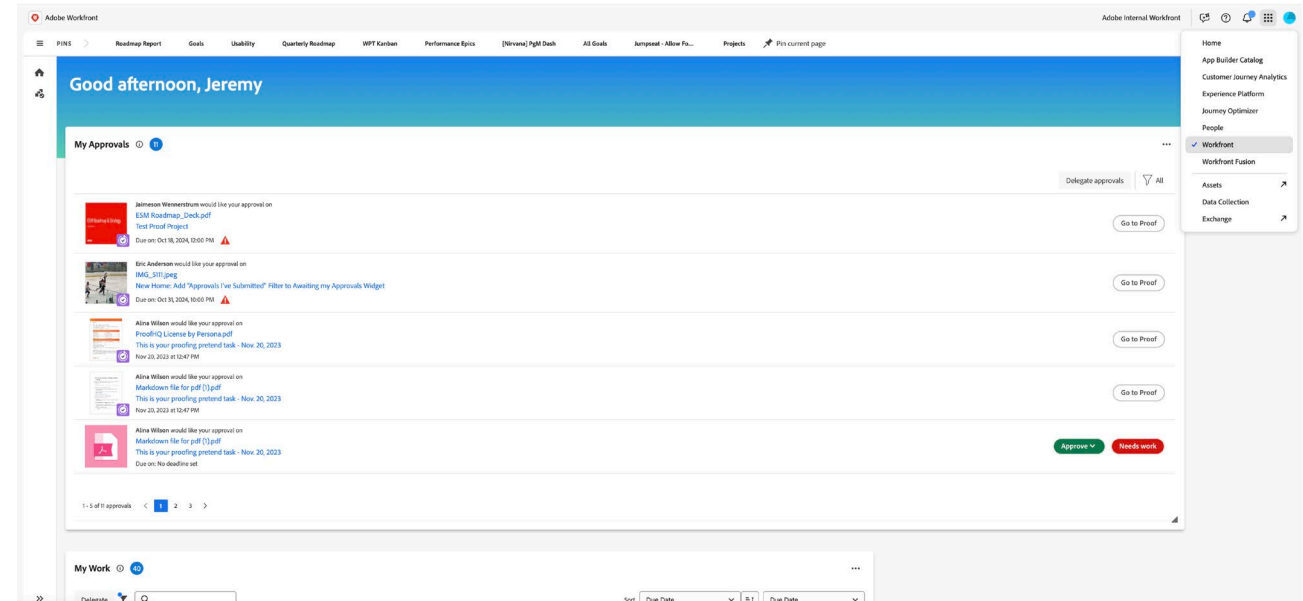 Adobe Workfront
Adobe Internal Workfront
PINS
Roadmap Report
Goals
Usability
Quarterly Roadmap
WPT Kanban
Performance Epics
[Nirvana] PgM Dash
All Goals
Jumpseat - Allow Fo...
Projects
Pin current page
Home
App Builder Catalog
Customer Journey Analytics
Experience Platform
Journey Optimizer
People
Workfront
Workfront Fusion
Assets
Data Collection
Exchange
Good afternoon, Jeremy
My Approvals
11
Delegate approvals
All
Jaimeson Wennerstrum would like your approval on
ESM Roadmap_Deck.pdf
Test Proof Project
Due on: Oct 18, 2024, 12:00 PM
Go to Proof
Eric Anderson would like your approval on
IMG_5111.jpeg
New Home: Add "Approvals I've Submitted" Filter to Awaiting my Approvals Widget
Due on: Oct 31, 2024, 10:00 PM
Go to Proof
Alina Wilson would like your approval on
ProofHQ License by Persona.pdf
This is your proofing pretend task - Nov. 20, 2023
Nov 20, 2023 at 12:47 PM
Go to Proof
Alina Wilson would like your approval on
Markdown file for pdf (1).pdf
This is your proofing pretend task - Nov. 20, 2023
Nov 20, 2023 at 12:47 PM
Go to Proof
Alina Wilson would like your approval on
Markdown file for pdf (1).pdf
This is your proofing pretend task - Nov. 20, 2023
Due on: No deadline set
Approve
Needs work
1 - 5 of 11 approvals
1 2 3
My Work
40
Delegate
Sort
Due Date
Due Date